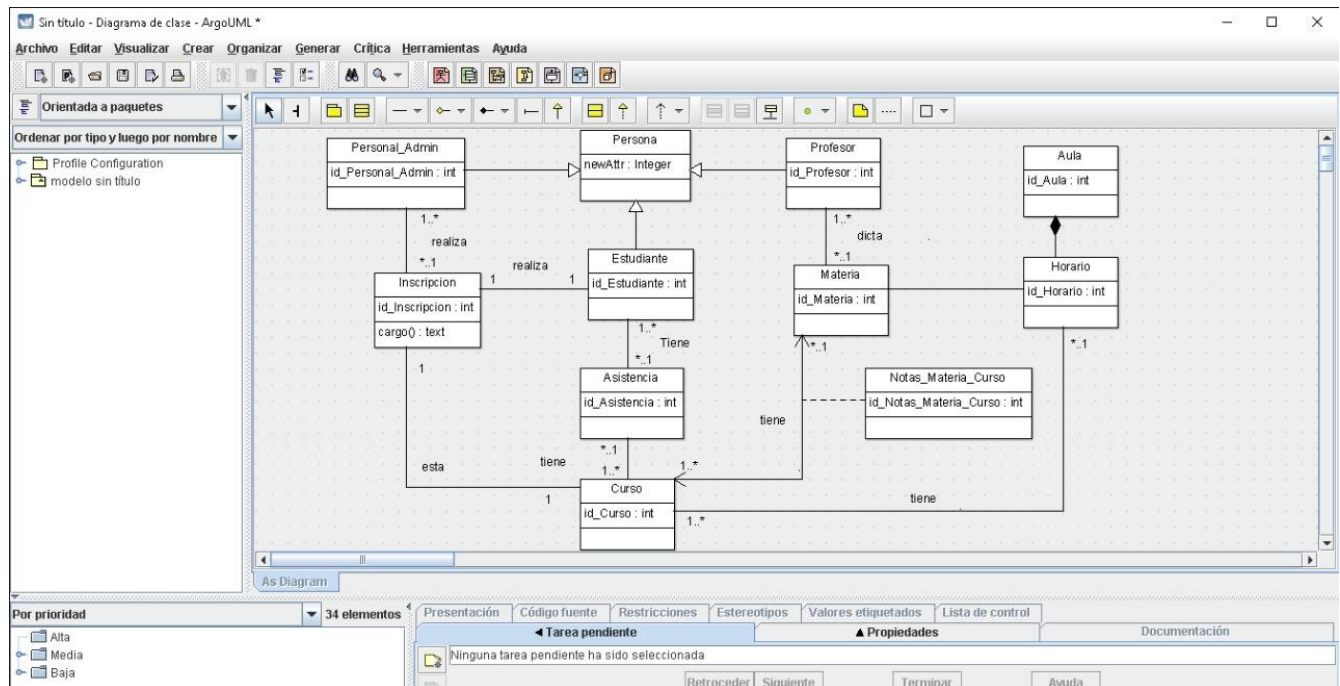 Sin título - Diagrama de clase - ArgoUML *
Archivo Editar Visualizar Crear Organizar Generar Crítica Herramientas Ayuda
Orientada a paquetes
Ordenar por tipo y luego por nombre
Profile Configuration
modelo sin título
Personal_Admin
id_Personal_Admin : int
Persona
newAttr : Integer
Profesor
id_Profesor : int
Aula
id_Aula : int
1..*
realiza
*..1
1..*
dicta
*..1
Inscripcion
id_Inscripcion : int
cargo() : text
1
realiza
1
Estudiante
id_Estudiante : int
Materia
id_Materia : int
Horario
id_Horario : int
1..*
Tiene
*..1
*..1
*..1
1
Asistencia
id_Asistencia : int
Notas_Materia_Curso
id_Notas_Materia_Curso : int
tiene
*..1
tiene
1..*
1..*
esta
1
Curso
id_Curso : int
1..*
tiene
As Diagram
Por prioridad
34 elementos
Alta
Media
Baja
Presentación Código fuente Restricciones Estereotipos Valores etiquetados Lista de control
Tarea pendiente Propiedades Documentación
Ninguna tarea pendiente ha sido seleccionada
Retroceder Siguiente Terminar Ayuda